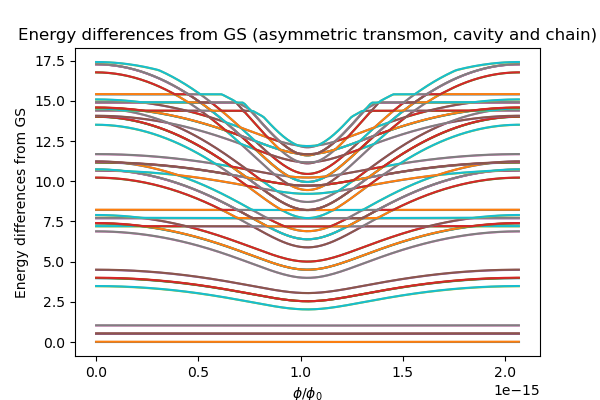 Energy differences from GS (asymmetric transmon, cavity and chain)
17.5
15.0
12.5
10.0
7.5
5.0
2.5
0.0
Energy differences from GS
0.0 0.5 1.0 1.5 2.0
1e−15
ϕ/ϕ₀